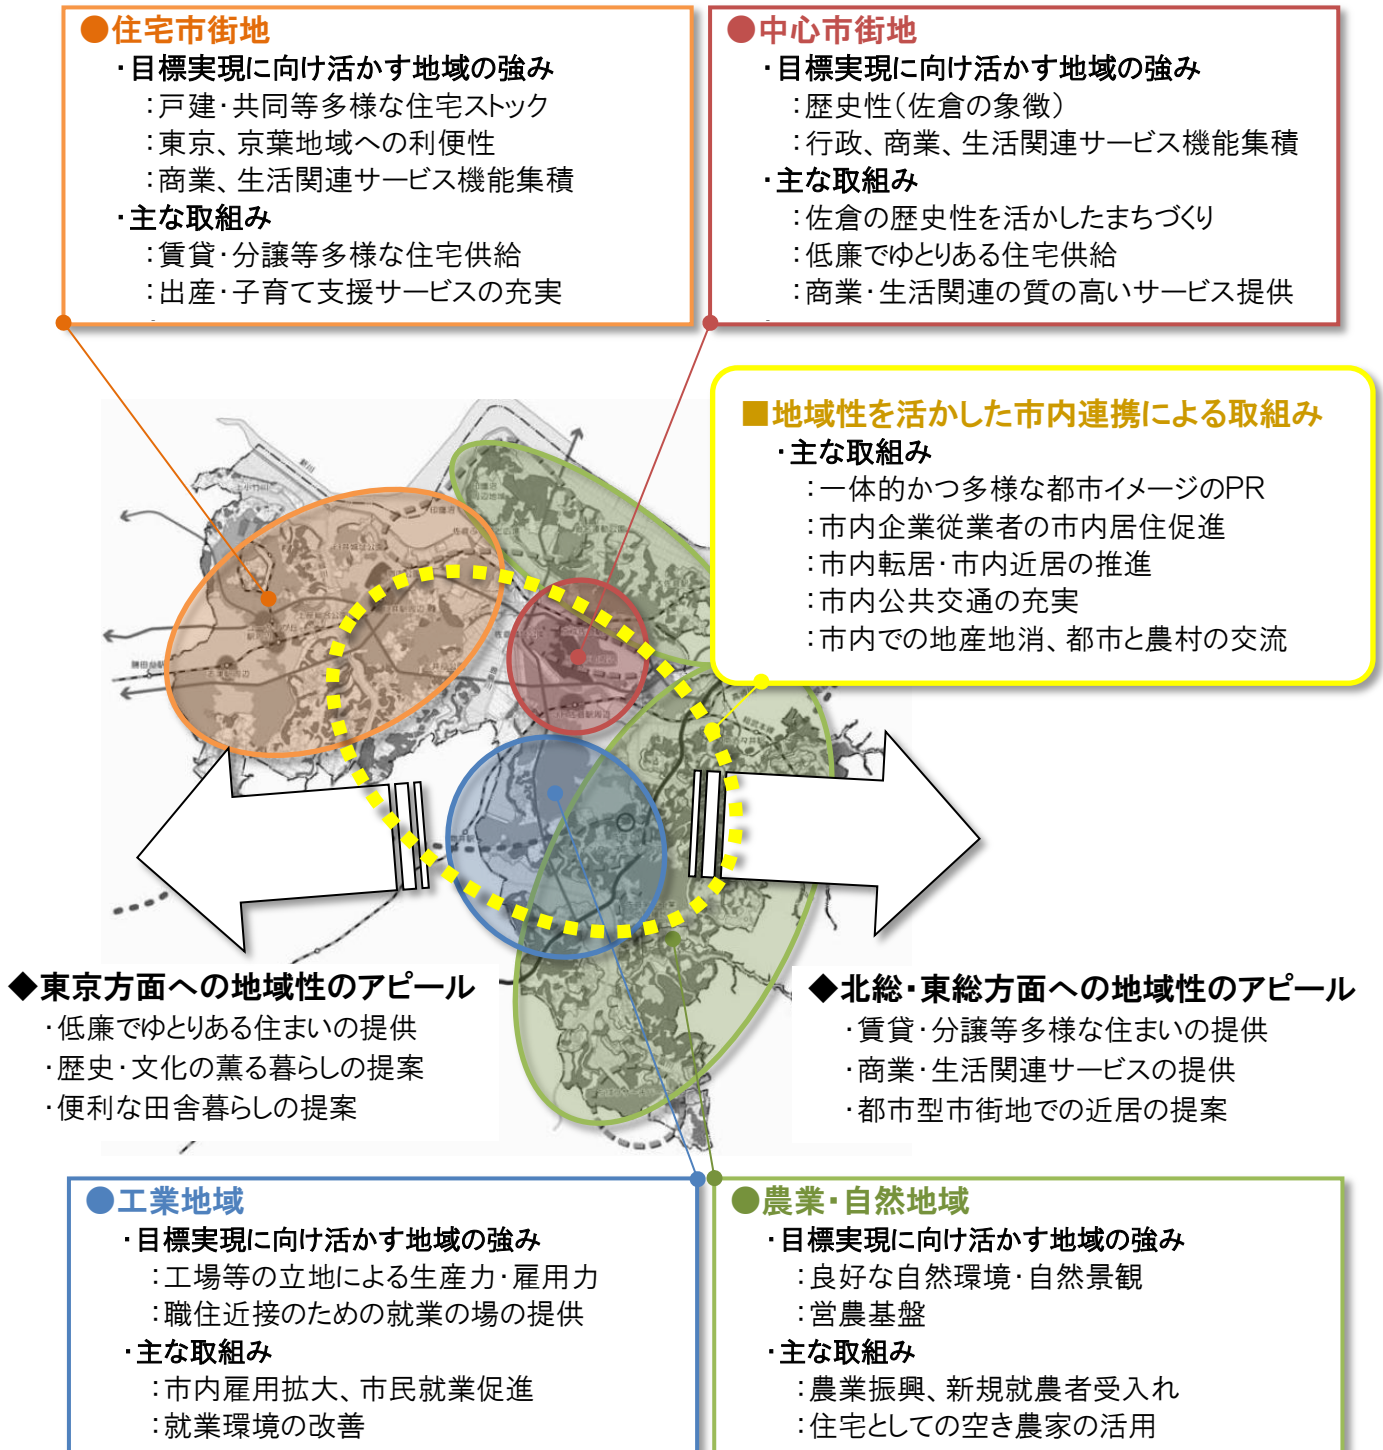 ●住宅市街地
・目標実現に向け活かす地域の強み
：戸建・共同等多様な住宅ストック
：東京、京葉地域への利便性
：商業、生活関連サービス機能集積
・主な取組み
：賃貸・分譲等多様な住宅供給
：出産・子育て支援サービスの充実
●中心市街地
・目標実現に向け活かす地域の強み
：歴史性（佐倉の象徴）
：行政、商業、生活関連サービス機能集積
・主な取組み
：佐倉の歴史性を活かしたまちづくり
：低廉でゆとりある住宅供給
：商業・生活関連の質の高いサービス提供
■地域性を活かした市内連携による取組み
・主な取組み
：一体的かつ多様な都市イメージのPR
：市内企業従業者の市内居住促進
：市内転居・市内近居の推進
：市内公共交通の充実
：市内での地産地消、都市と農村の交流
印旛沼
周辺地域
印旛沼
勝田台駅
◆東京方面への地域性のアピール
・低廉でゆとりある住まいの提供
・歴史・文化の薫る暮らしの提案
・便利な田舎暮らしの提案
◆北総・東総方面への地域性のアピール
・賃貸・分譲等多様な住まいの提供
・商業・生活関連サービスの提供
・都市型市街地での近居の提案
●工業地域
・目標実現に向け活かす地域の強み
：工場等の立地による生産力・雇用力
：職住近接のための就業の場の提供
・主な取組み
：市内雇用拡大、市民就業促進
：就業環境の改善
●農業・自然地域
・目標実現に向け活かす地域の強み
：良好な自然環境・自然景観
：営農基盤
・主な取組み
：農業振興、新規就農者受入れ
：住宅としての空き農家の活用